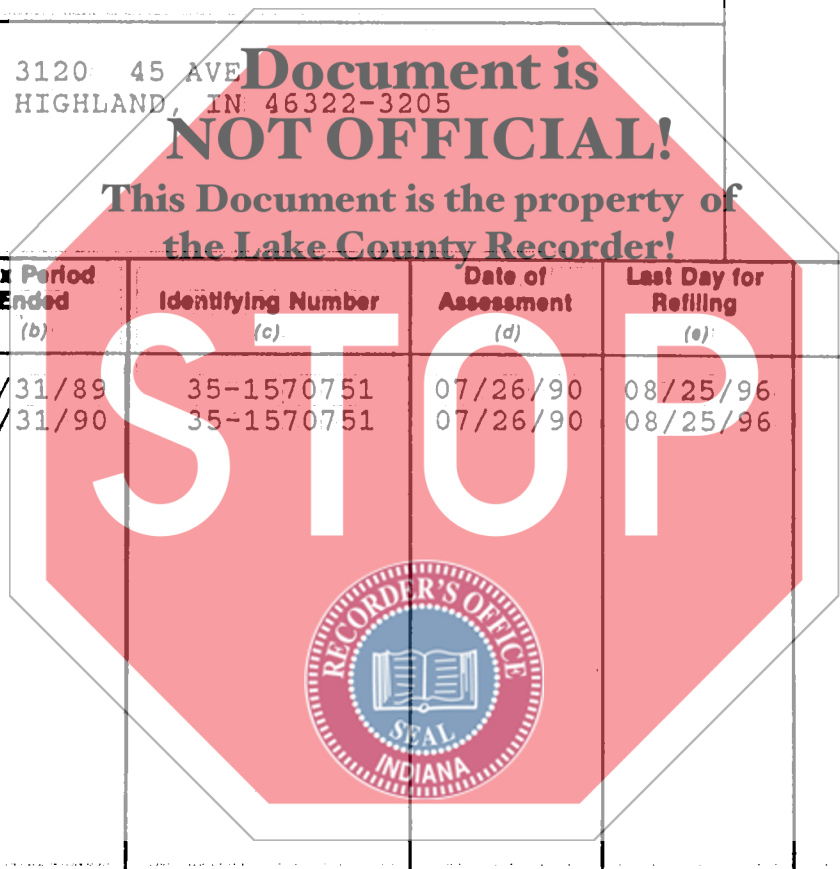 3120 45 AVE
HIGHLAND, IN 46322-3205
Document is
NOT OFFICIAL!
This Document is the property of
the Lake County Recorder!
x Period
Ended
(b)
Identifying Number
(c)
Date of
Assessment
(d)
Last Day for
Refiling
(e)
/31/89 35-1570751 07/26/90 08/25/96
/31/90 35-1570751 07/26/90 08/25/96
STOP
RECORDER'S OFFICE
SEAL
INDIANA